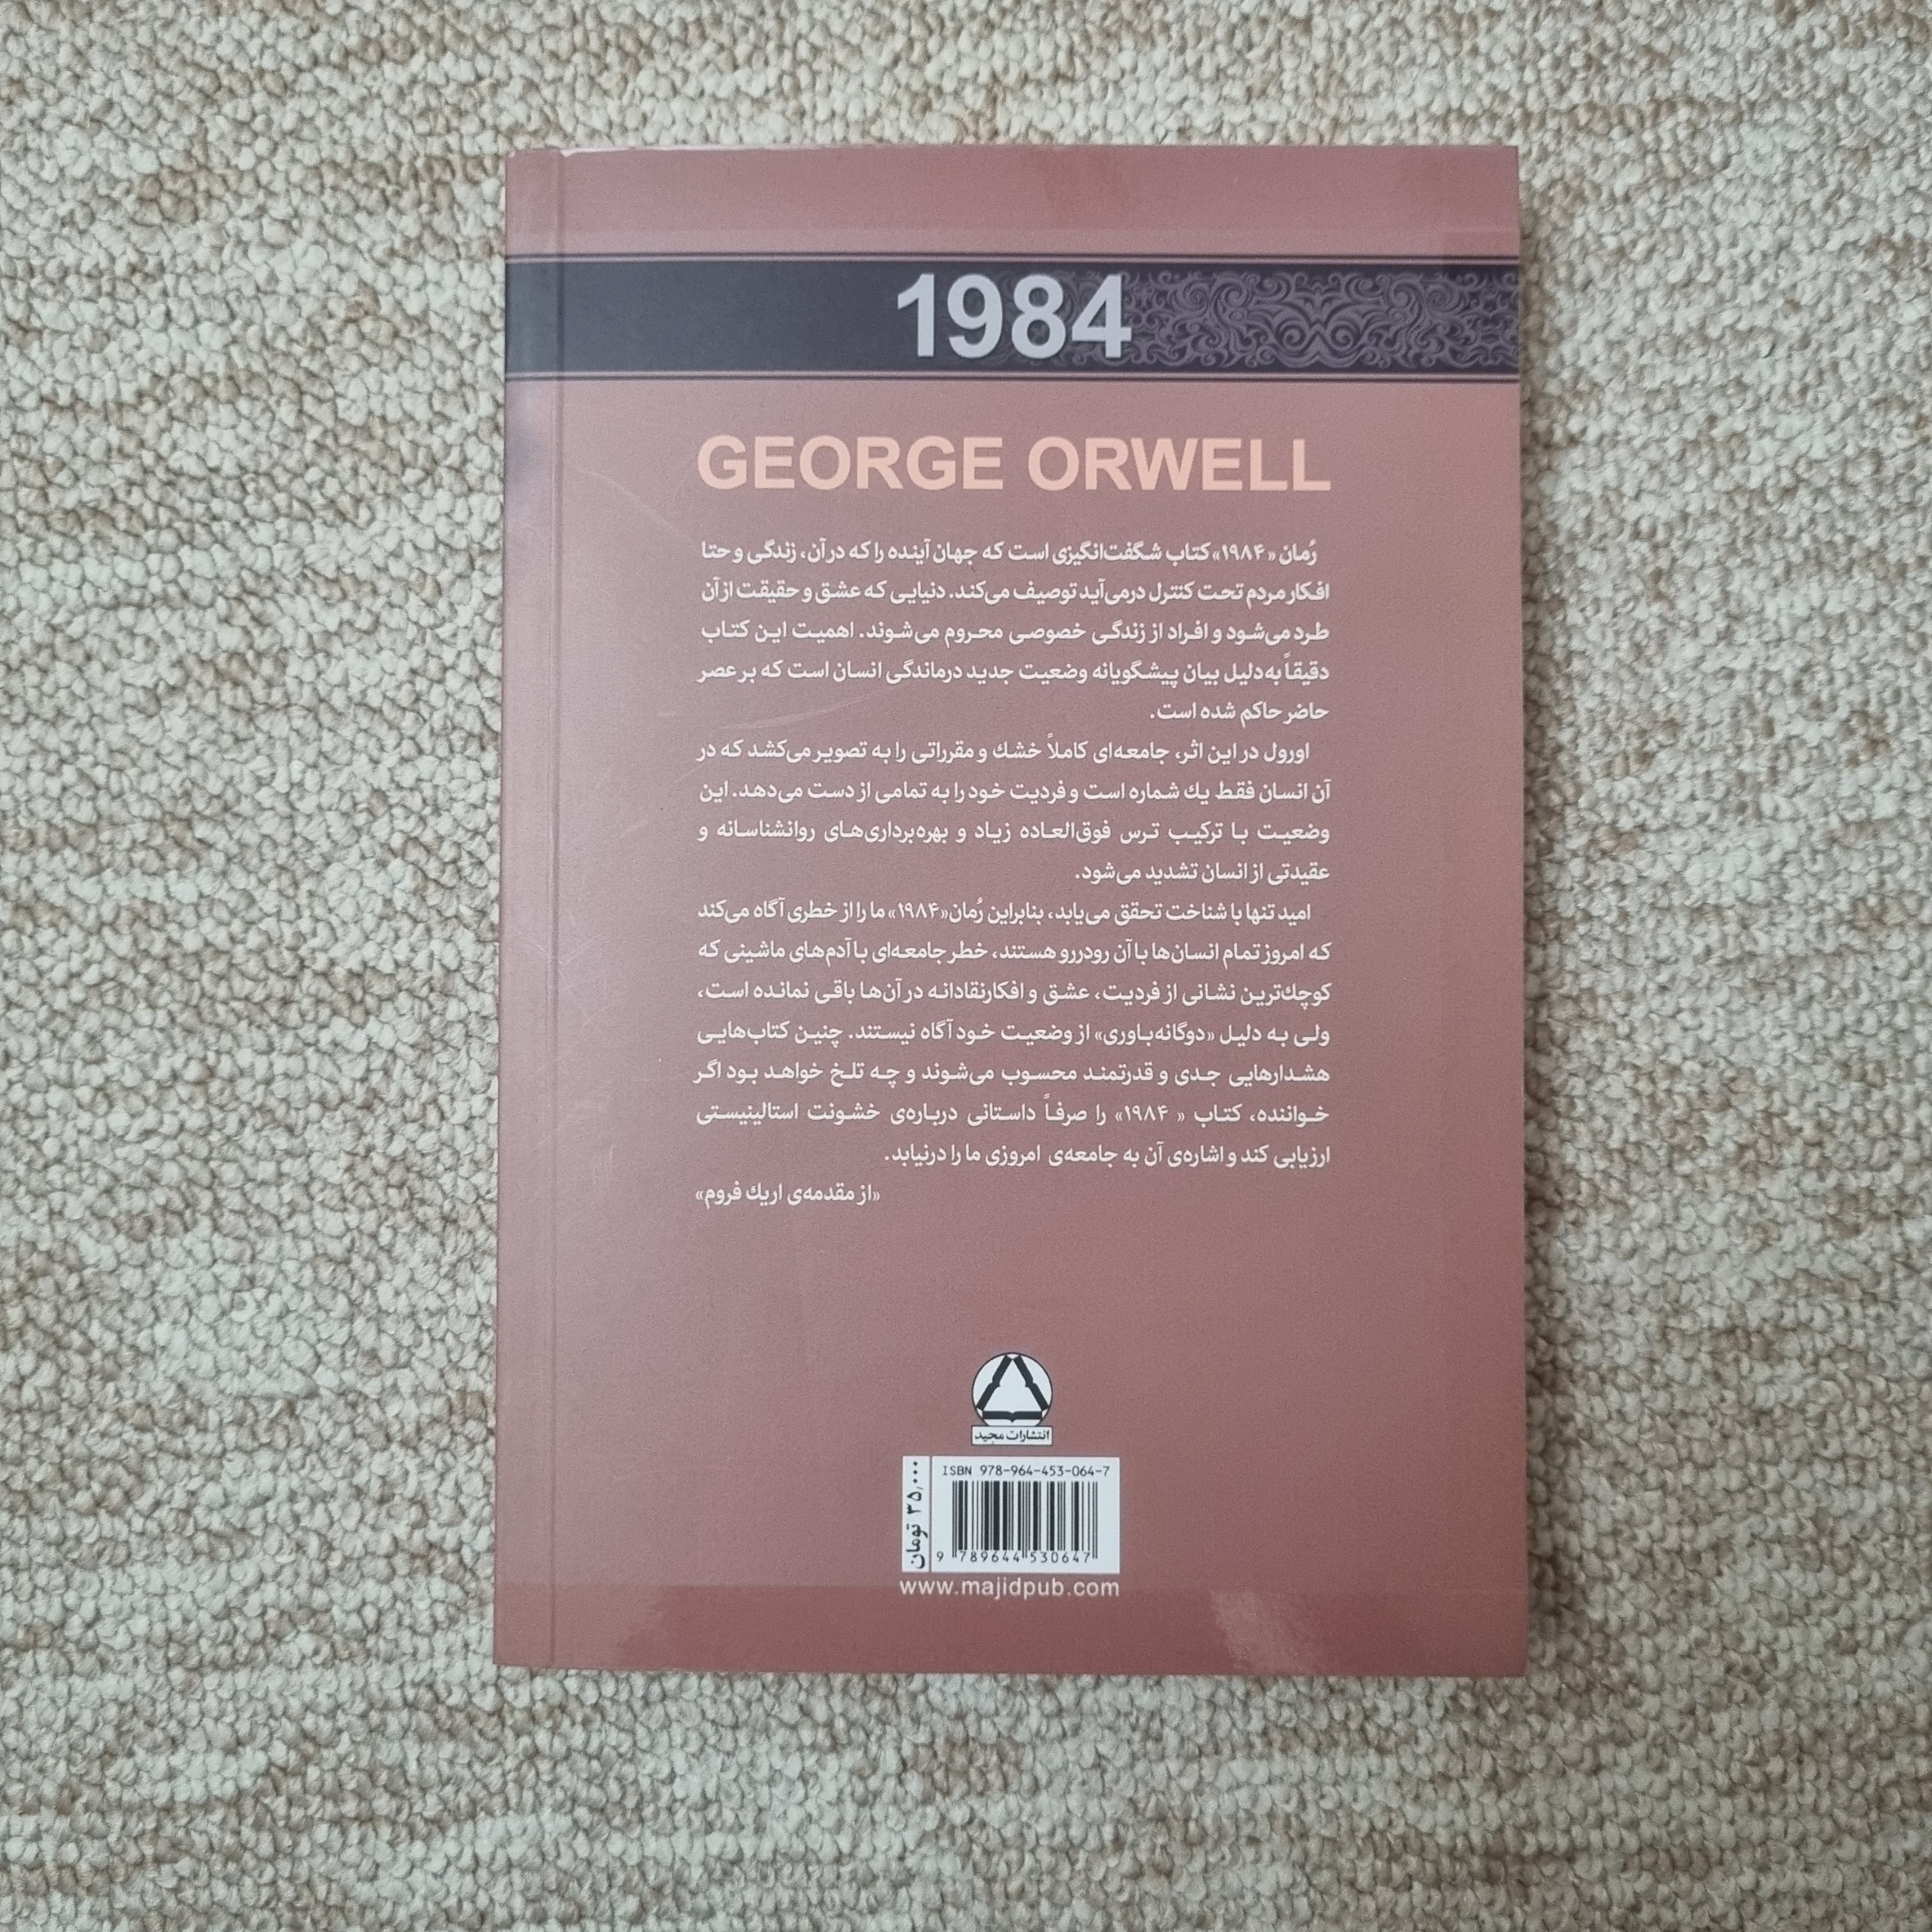 1984
GEORGE ORWELL
رُمان «۱۹۸۴» کتاب شگفت‌انگیزی است که جهان آینده را که در آن، زندگی و حتا
افکار مردم تحت کنترل درمی‌آید توصیف می‌کند. دنیایی که عشق و حقیقت از آن
طرد می‌شود و افراد از زندگی خصوصی محروم می‌شوند. اهمیت این کتاب
دقیقاً به‌دلیل بیان پیشگویانه وضعیت جدید درماندگی انسان است که بر عصر
حاضر حاکم شده است.
اورول در این اثر، جامعه‌ای کاملاً خشك و مقرراتی را به تصویر می‌کشد که در
آن انسان فقط یك شماره است و فردیت خود را به تمامی از دست می‌دهد. این
وضعیت با ترکیب ترس فوق‌العاده زیاد و بهره‌برداری‌های روانشناسانه و
عقیدتی از انسان تشدید می‌شود.
امید تنها با شناخت تحقق می‌یابد، بنابراین رُمان«۱۹۸۴» ما را از خطری آگاه می‌کند
که امروز تمام انسان‌ها با آن رودررو هستند، خطر جامعه‌ای با آدم‌های ماشینی که
کوچك‌ترین نشانی از فردیت، عشق و افکارنقادانه در آن‌ها باقی نمانده است،
ولی به دلیل «دوگانه‌باوری» از وضعیت خود آگاه نیستند. چنین کتاب‌هایی
هشدارهایی جدی و قدرتمند محسوب می‌شوند و چه تلخ خواهد بود اگر
خواننده، کتاب «۱۹۸۴» را صرفاً داستانی درباره‌ی خشونت استالینیستی
ارزیابی کند و اشاره‌ی آن به جامعه‌ی امروزی ما را درنیابد.
«از مقدمه‌ی اریك فروم»
انتشارات مجید
ISBN 978-964-453-064-7
۳۵,۰۰۰ تومان
9 789644 530647
www.majidpub.com